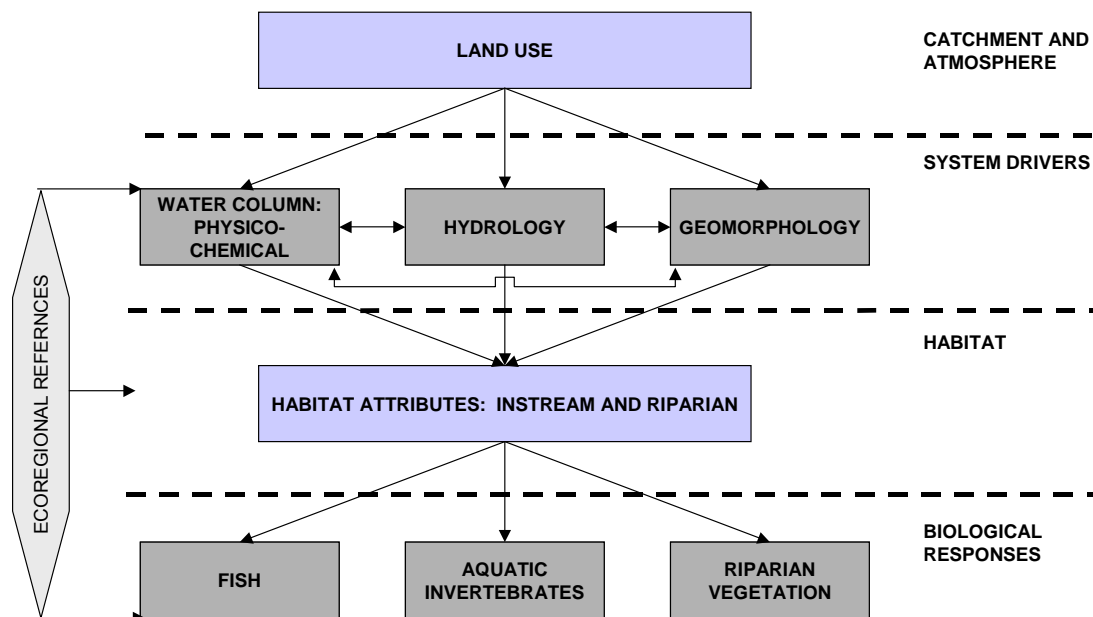 LAND USE
CATCHMENT AND
ATMOSPHERE
SYSTEM DRIVERS
WATER COLUMN:
PHYSICO-
CHEMICAL
HYDROLOGY
GEOMORPHOLOGY
ECOREGIONAL REFERNCES
HABITAT
HABITAT ATTRIBUTES: INSTREAM AND RIPARIAN
BIOLOGICAL
RESPONSES
FISH
AQUATIC
INVERTEBRATES
RIPARIAN
VEGETATION